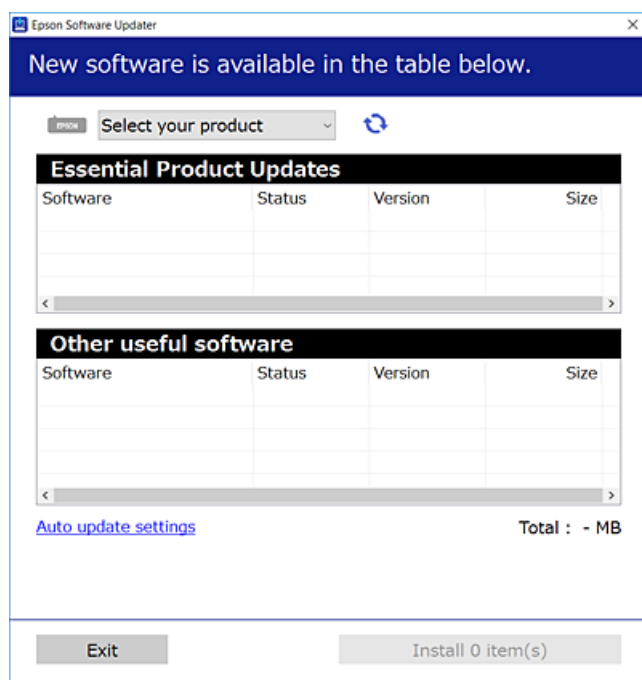 Epson Software Updater
New software is available in the table below.
EPSON Select your product
Essential Product Updates
Software Status Version Size
Other useful software
Software Status Version Size
Auto update settings Total : - MB
Exit Install 0 item(s)